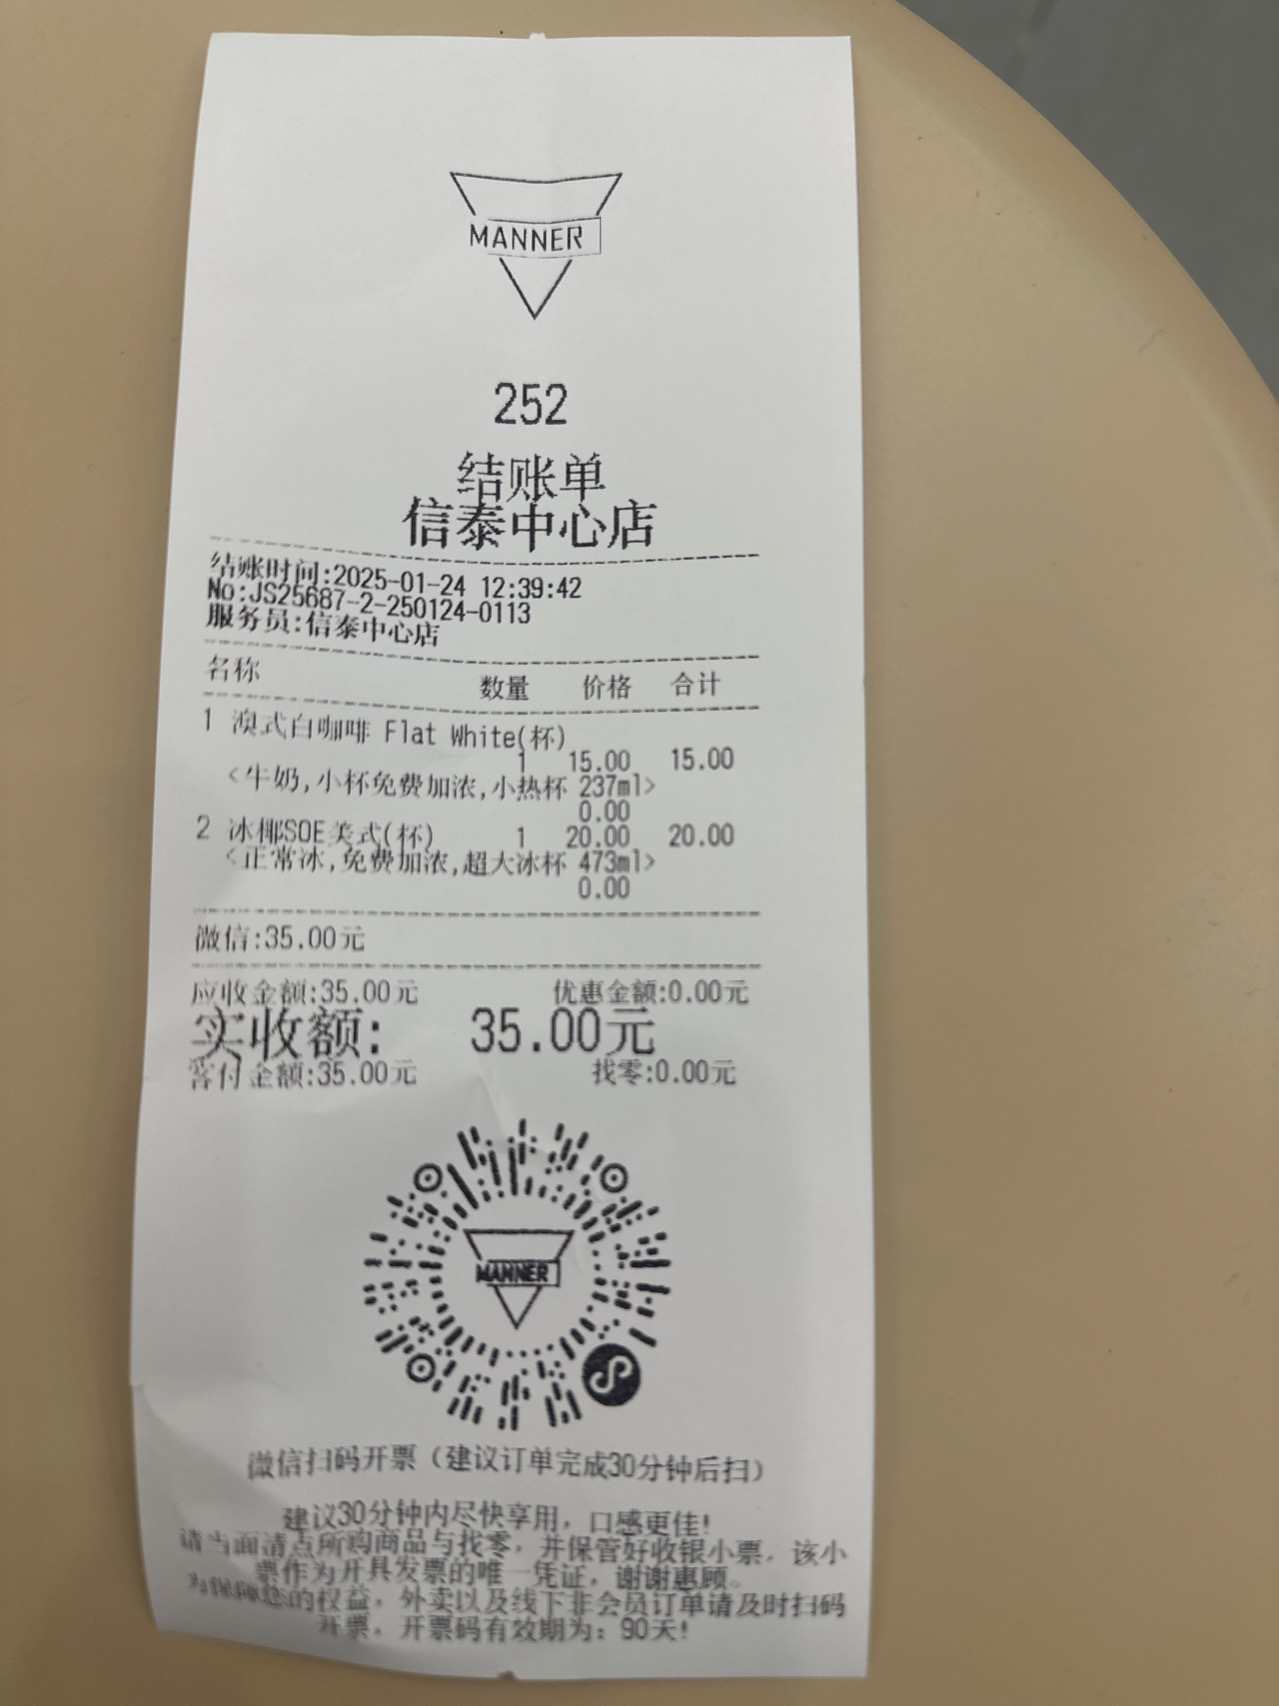 MANNER
252
结账单
信泰中心店
结账时间:2025-01-24 12:39:42
No:JS25687-2-250124-0113
服务员:信泰中心店
名称 数量 价格 合计
1 澳式白咖啡 Flat White(杯)
1 15.00 15.00
<牛奶,小杯免费加浓,小热杯 237ml>
0.00
2 冰椰SOE美式(杯) 1 20.00 20.00
<正常冰,免费加浓,超大冰杯 473ml>
0.00
微信:35.00元
应收金额:35.00元 优惠金额:0.00元
实收额: 35.00元
客付金额:35.00元 找零:0.00元
MANNER
微信扫码开票（建议订单完成30分钟后扫）
建议30分钟内尽快享用，口感更佳!
请当面清点所购商品与找零，并保管好收银小票，该小
票作为开具发票的唯一凭证，谢谢惠顾。
为保障您的权益，外卖以及线下非会员订单请及时扫码
开票，开票码有效期为：90天!